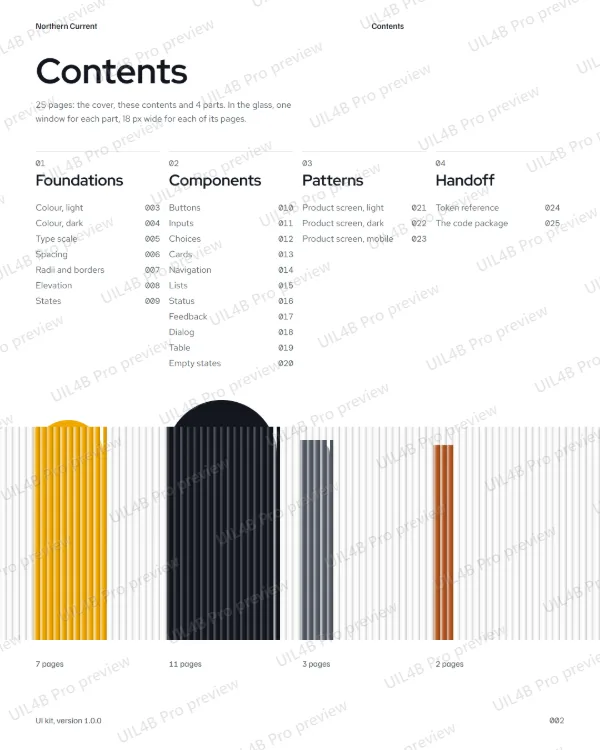 Northern Current
Contents
Contents
25 pages: the cover, these contents and 4 parts. In the glass, one
window for each part, 18 px wide for each of its pages.
01
Foundations
Colour, light 003
Colour, dark 004
Type scale 005
Spacing 006
Radii and borders 007
Elevation 008
States 009
02
Components
Buttons 010
Inputs 011
Choices 012
Cards 013
Navigation 014
Lists 015
Status 016
Feedback 017
Dialog 018
Table 019
Empty states 020
03
Patterns
Product screen, light 021
Product screen, dark 022
Product screen, mobile 023
04
Handoff
Token reference 024
The code package 025
7 pages
11 pages
3 pages
2 pages
UI kit, version 1.0.0
002
UIL4B Pro preview